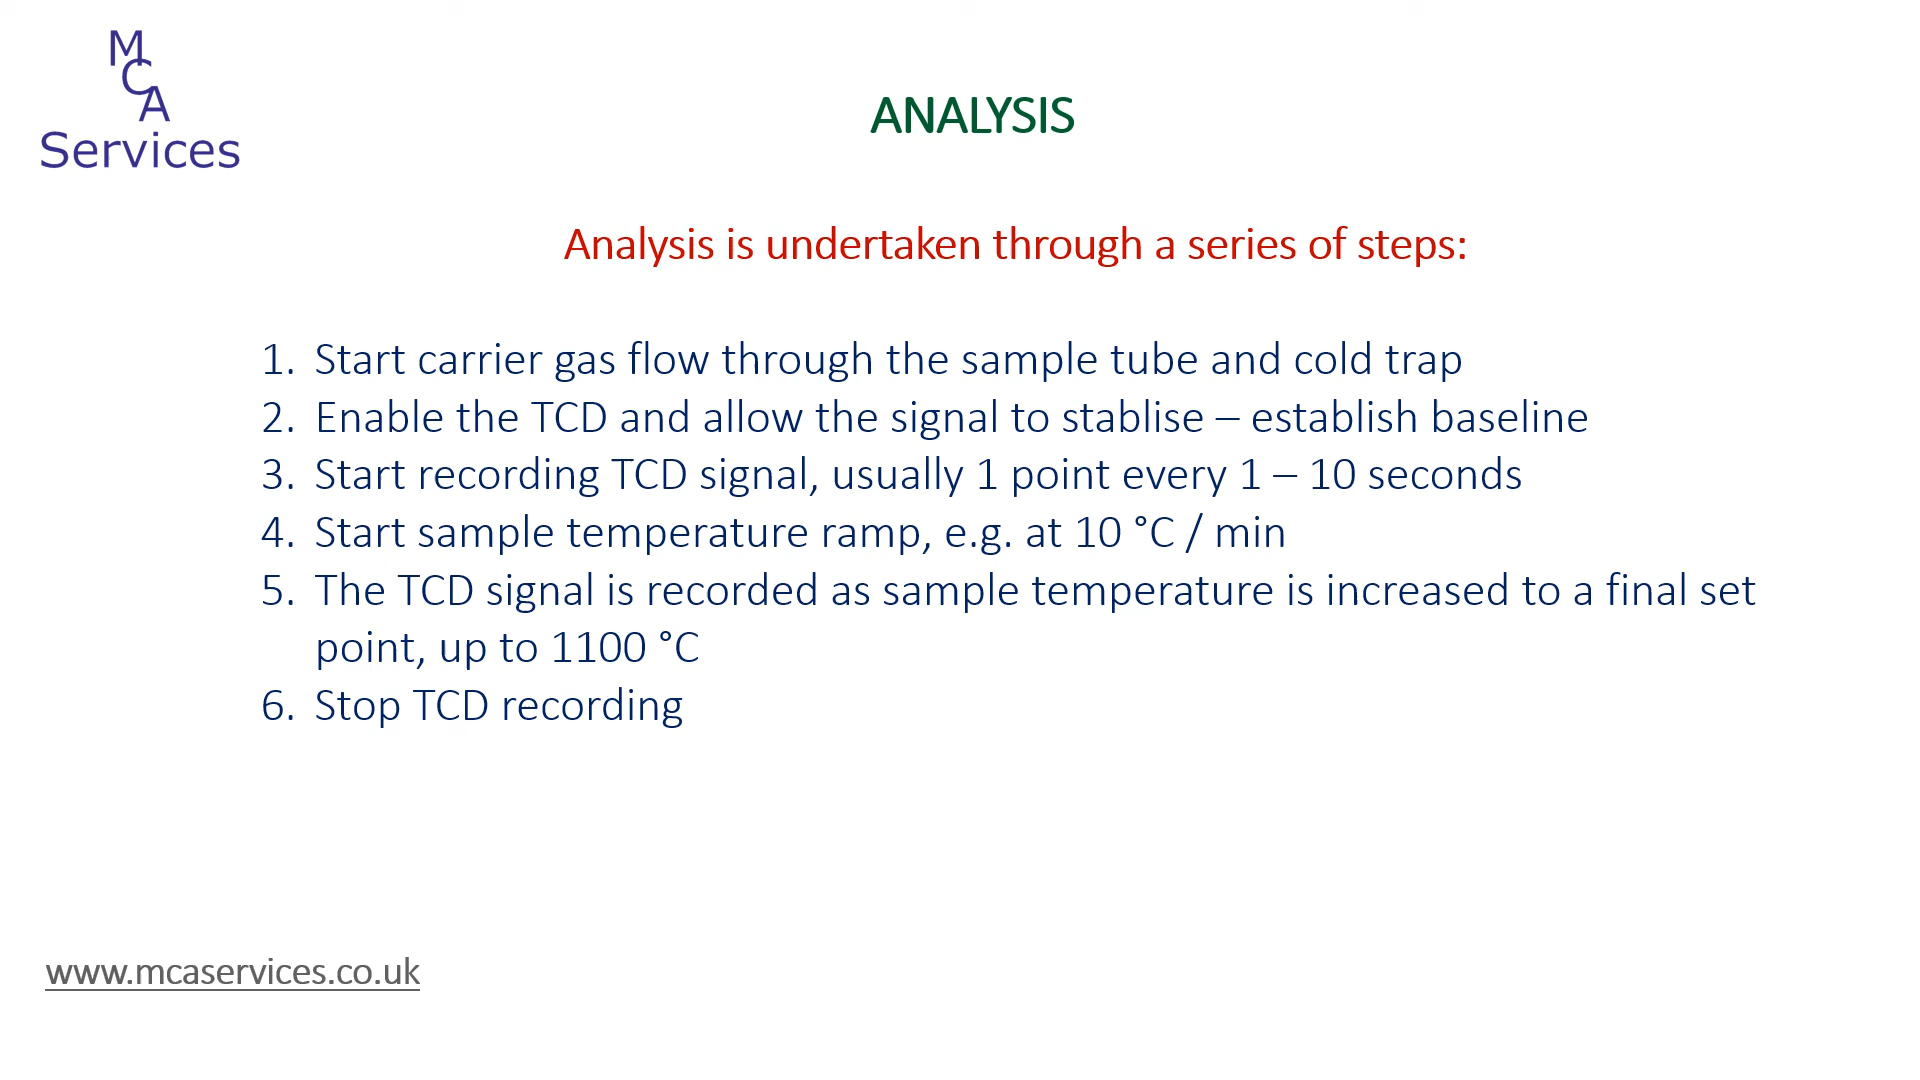 M
C
A
Services
ANALYSIS
Analysis is undertaken through a series of steps:
1. Start carrier gas flow through the sample tube and cold trap
2. Enable the TCD and allow the signal to stablise – establish baseline
3. Start recording TCD signal, usually 1 point every 1 – 10 seconds
4. Start sample temperature ramp, e.g. at 10 °C / min
5. The TCD signal is recorded as sample temperature is increased to a final set
point, up to 1100 °C
6. Stop TCD recording
www.mcaservices.co.uk